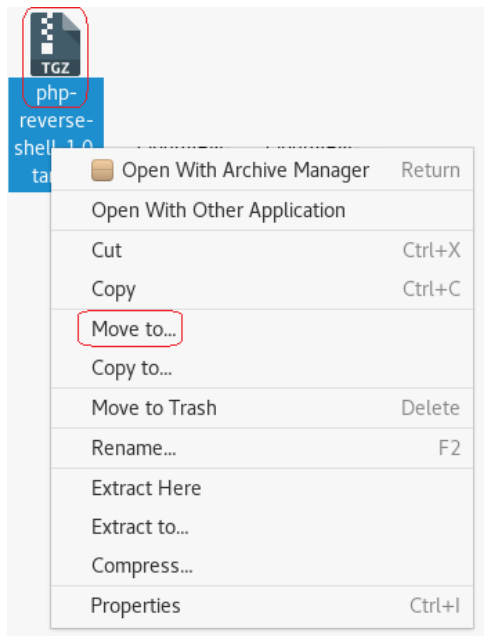 TGZ
php-
reverse-
shell-1.0
Open With Archive Manager Return
Open With Other Application
Cut Ctrl+X
Copy Ctrl+C
Move to...
Copy to...
Move to Trash Delete
Rename... F2
Extract Here
Extract to...
Compress...
Properties Ctrl+I